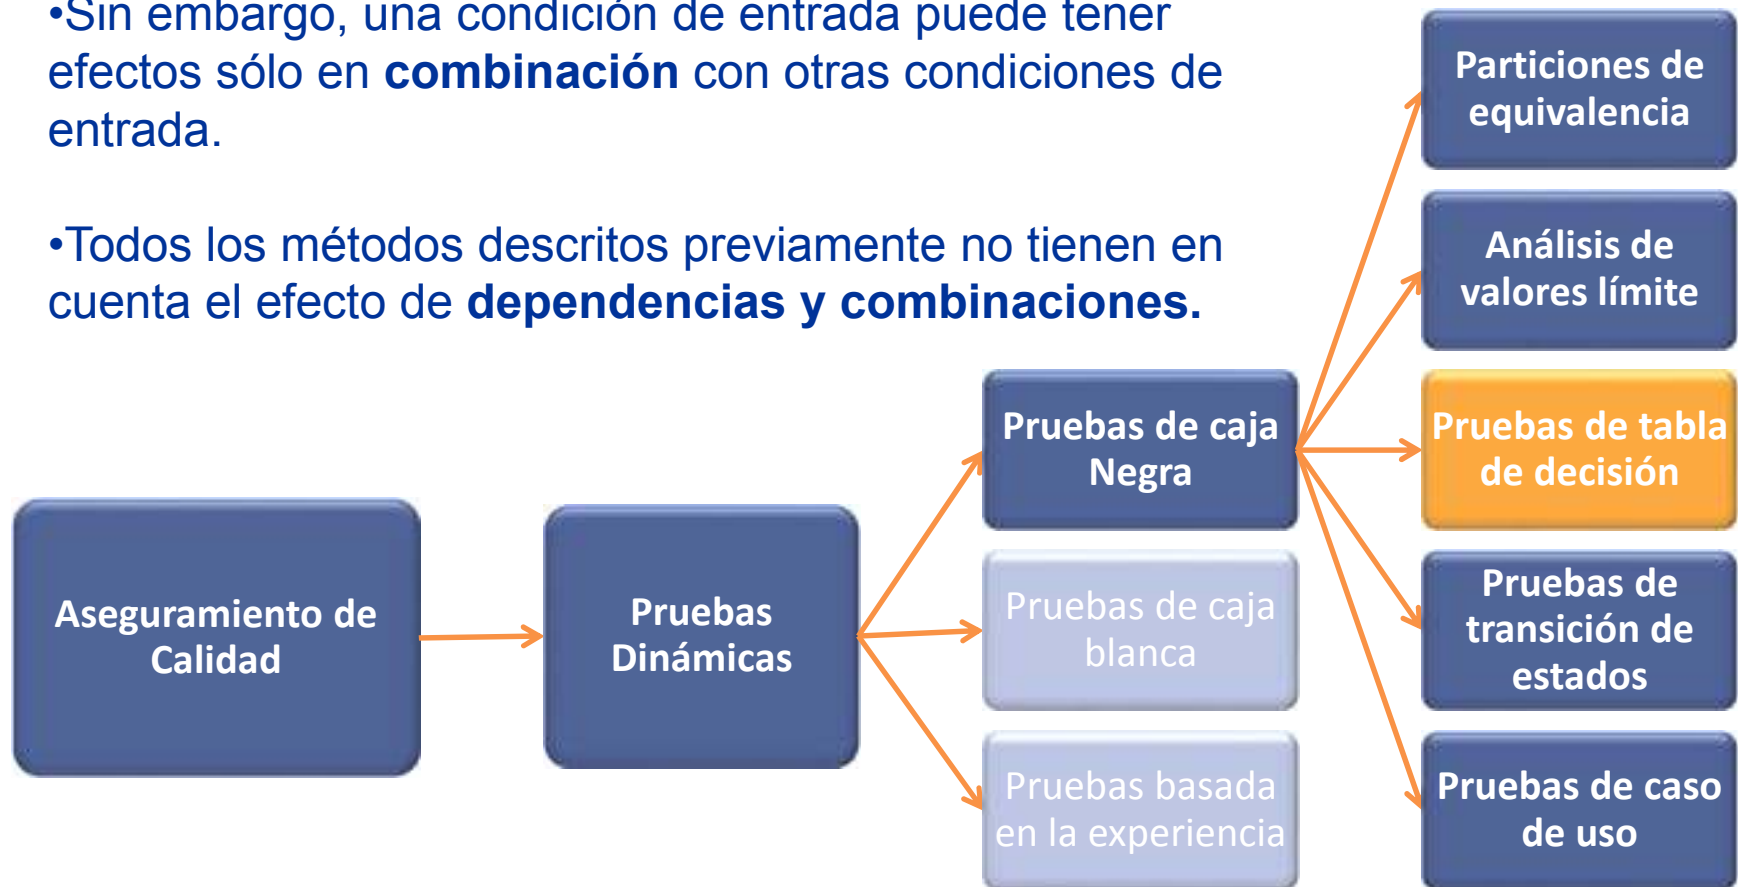 •Sin embargo, una condición de entrada puede tener
efectos sólo en combinación con otras condiciones de
entrada.
•Todos los métodos descritos previamente no tienen en
cuenta el efecto de dependencias y combinaciones.
Aseguramiento de
Calidad
Pruebas
Dinámicas
Pruebas de caja
Negra
Pruebas de caja
blanca
Pruebas basada
en la experiencia
Particiones de
equivalencia
Análisis de
valores límite
Pruebas de tabla
de decisión
Pruebas de
transición de
estados
Pruebas de caso
de uso